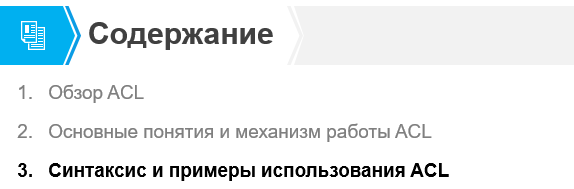 Содержание
1. Обзор ACL
2. Основные понятия и механизм работы ACL
3. Синтаксис и примеры использования ACL